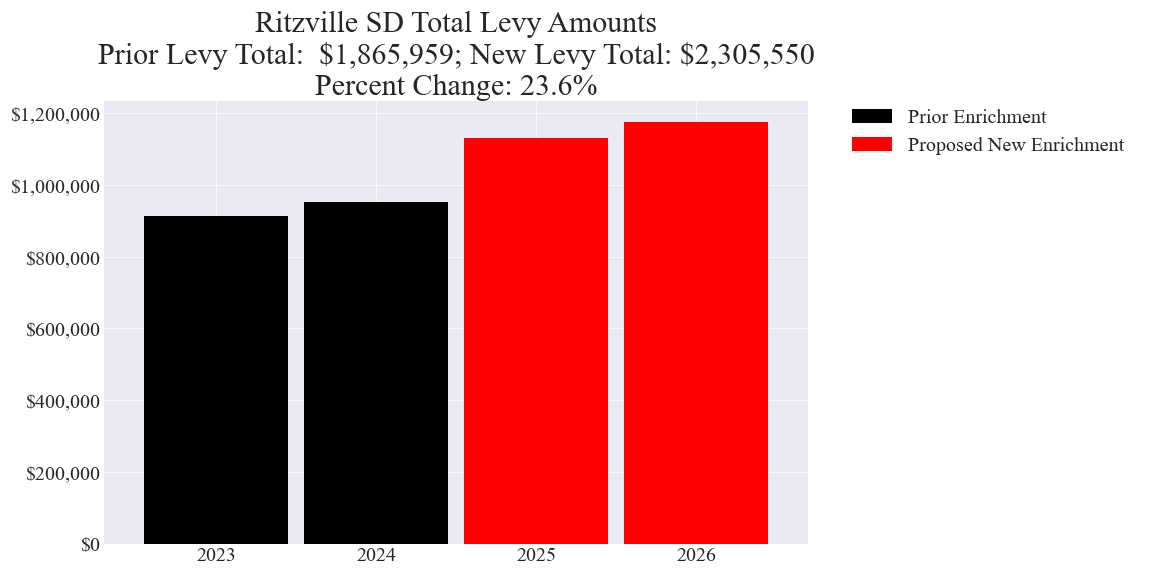 Ritzville SD Total Levy Amounts
Prior Levy Total:  $1,865,959; New Levy Total: $2,305,550
Percent Change: 23.6%
$1,200,000
$1,000,000
$800,000
$600,000
$400,000
$200,000
$0
2023
2024
2025
2026
Prior Enrichment
Proposed New Enrichment